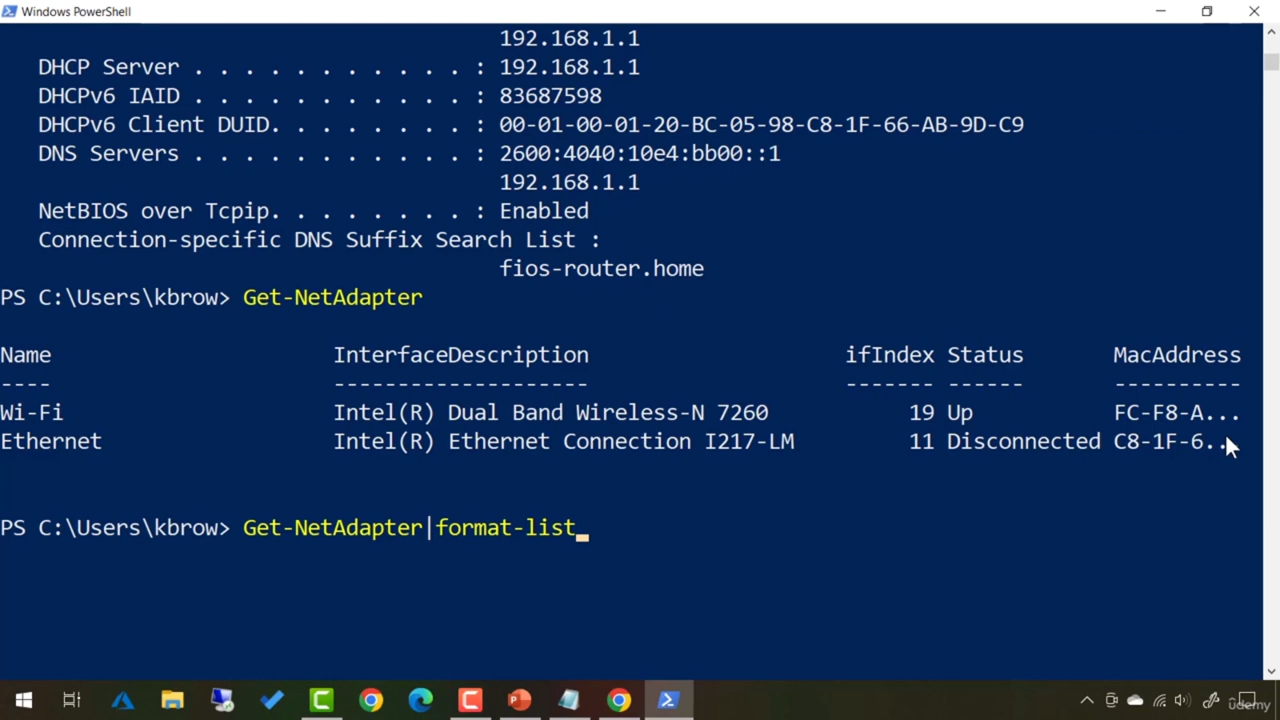 Windows PowerShell
192.168.1.1
DHCP Server . . . . . . . . . . . : 192.168.1.1
DHCPv6 IAID . . . . . . . . . . . : 83687598
DHCPv6 Client DUID. . . . . . . . : 00-01-00-01-20-BC-05-98-C8-1F-66-AB-9D-C9
DNS Servers . . . . . . . . . . . : 2600:4040:10e4:bb00::1
192.168.1.1
NetBIOS over Tcpip. . . . . . . . : Enabled
Connection-specific DNS Suffix Search List :
fios-router.home
PS C:\Users\kbrow> Get-NetAdapter
Name InterfaceDescription ifIndex Status MacAddress
---- -------------------- ------- ------ ----------
Wi-Fi Intel(R) Dual Band Wireless-N 7260 19 Up FC-F8-A...
Ethernet Intel(R) Ethernet Connection I217-LM 11 Disconnected C8-1F-6...
PS C:\Users\kbrow> Get-NetAdapter|format-list
udemy